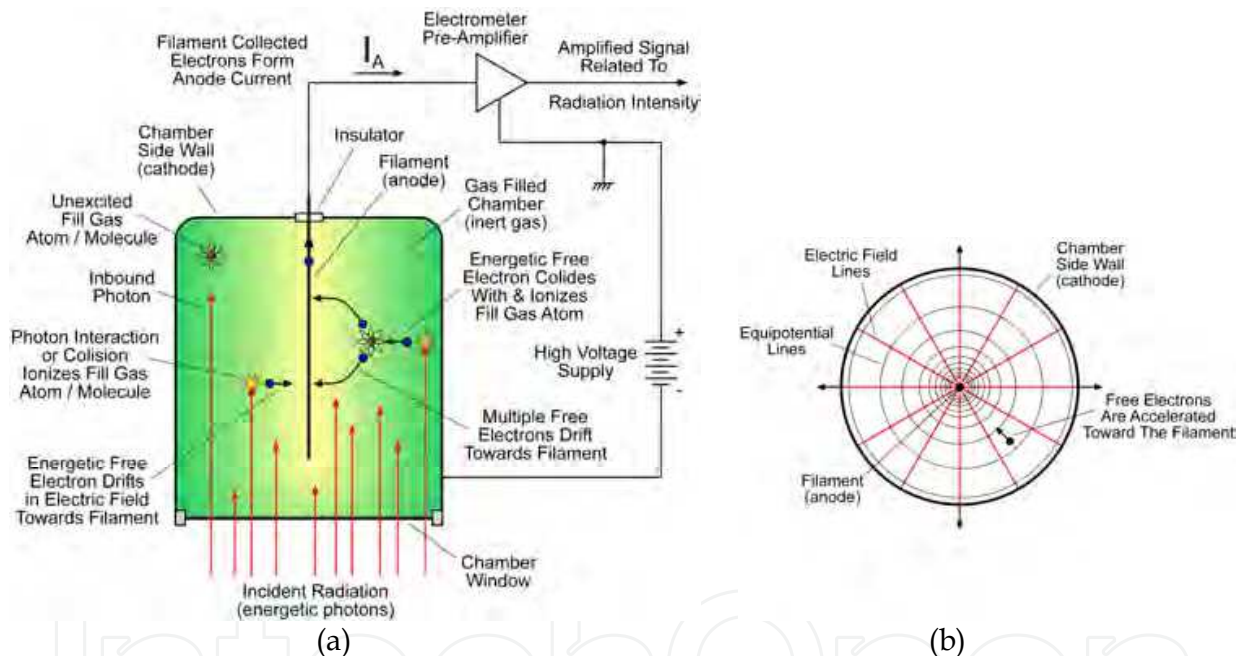 Filament Collected
Electrons Form
Anode Current
I_A
Electrometer
Pre-Amplifier
Amplified Signal
Related To
Radiation Intensity
Chamber
Side Wall
(cathode)
Insulator
Filament
(anode)
Gas Filled
Chamber
(inert gas)
Unexcited
Fill Gas
Atom / Molecule
Inbound
Photon
Energetic Free
Electron Colides
With & Ionizes
Fill Gas Atom
Photon Interaction
or Colision
Ionizes Fill Gas
Atom / Molecule
High Voltage
Supply
+
-
Multiple Free
Electrons Drift
Towards Filament
Energetic Free
Electron Drifts
in Electric Field
Towards Filament
Chamber
Window
Incident Radiation
(energetic photons)
(a)
Electric Field
Lines
Chamber
Side Wall
(cathode)
Equipotential
Lines
Free Electrons
Are Accelerated
Toward The Filament
Filament
(anode)
(b)